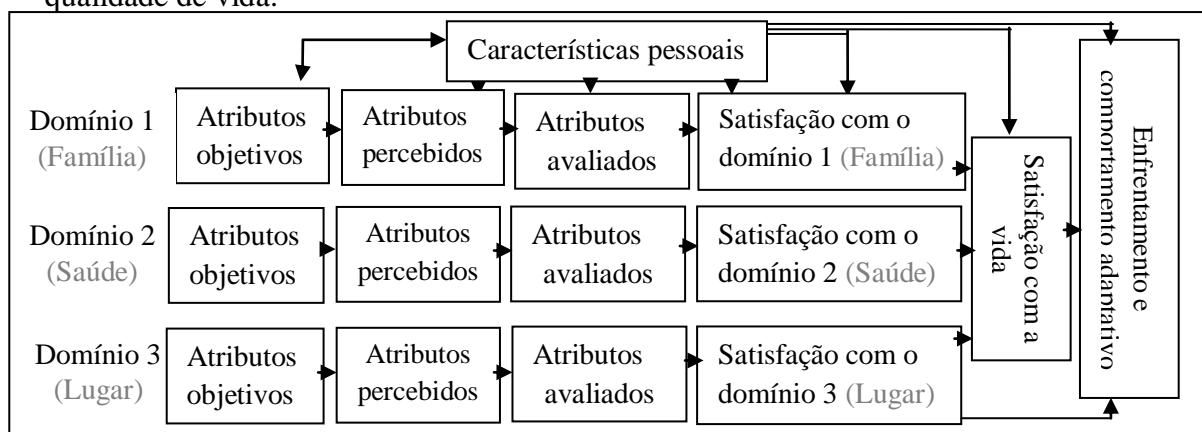 qualidade de vida.
Características pessoais
Domínio 1
(Família)
Atributos
objetivos
Atributos
percebidos
Atributos
avaliados
Satisfação com o
domínio 1 (Família)
Domínio 2
(Saúde)
Atributos
objetivos
Atributos
percebidos
Atributos
avaliados
Satisfação com o
domínio 2 (Saúde)
Domínio 3
(Lugar)
Atributos
objetivos
Atributos
percebidos
Atributos
avaliados
Satisfação com o
domínio 3 (Lugar)
Satisfação com a
vida
Enfrentamento e
comportamento adaptativo